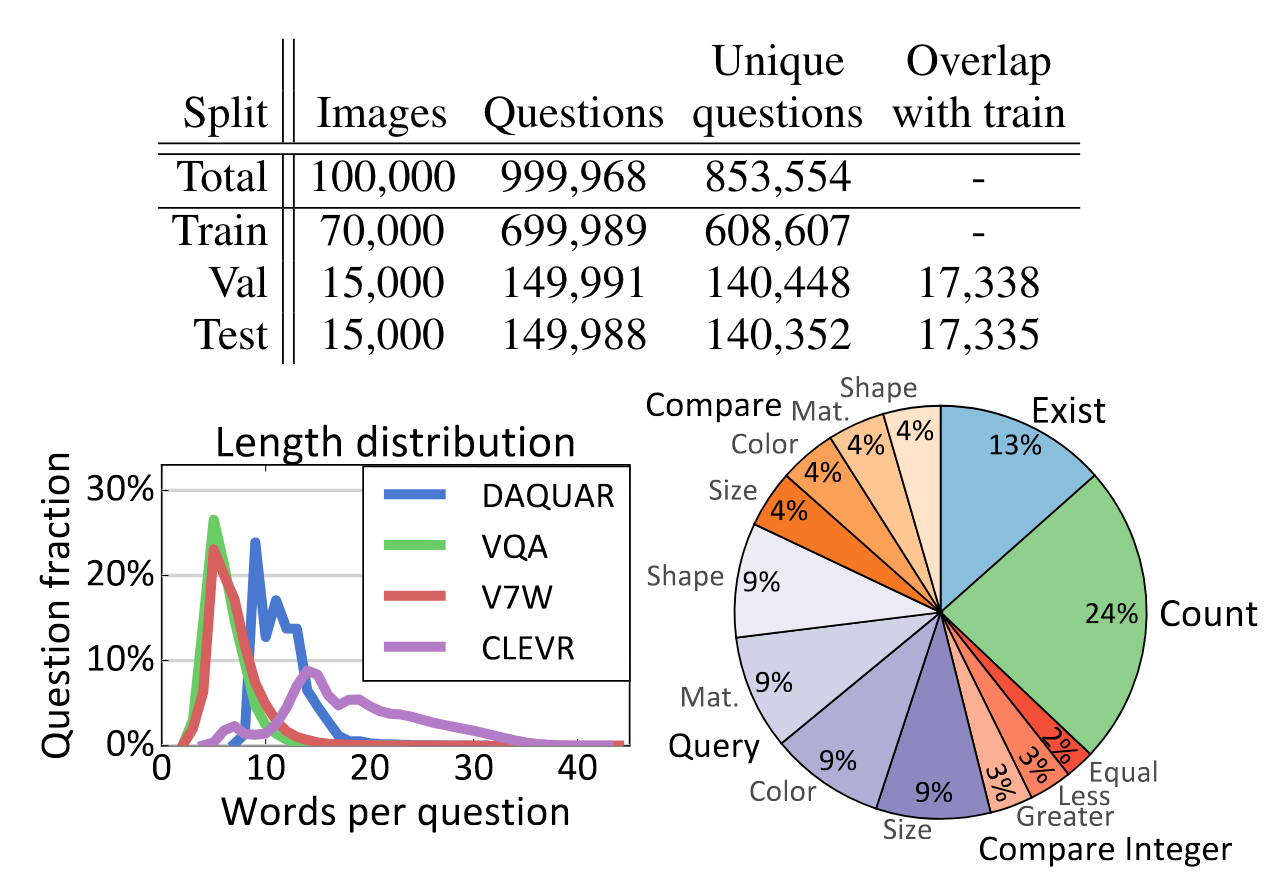 Split Images Questions Unique questions Overlap with train
Total 100,000 999,968 853,554 -
Train 70,000 699,989 608,607 -
Val 15,000 149,991 140,448 17,338
Test 15,000 149,988 140,352 17,335
Length distribution
Question fraction
30%
20%
10%
0%
0 10 20 30 40
Words per question
DAQUAR
VQA
V7W
CLEVR
Compare
Shape
Mat.
Color
Size
4%
4%
4%
4%
Exist
13%
Count
24%
Compare Integer
Equal
Less
Greater
2%
3%
3%
Query
Size
Color
Mat.
Shape
9%
9%
9%
9%